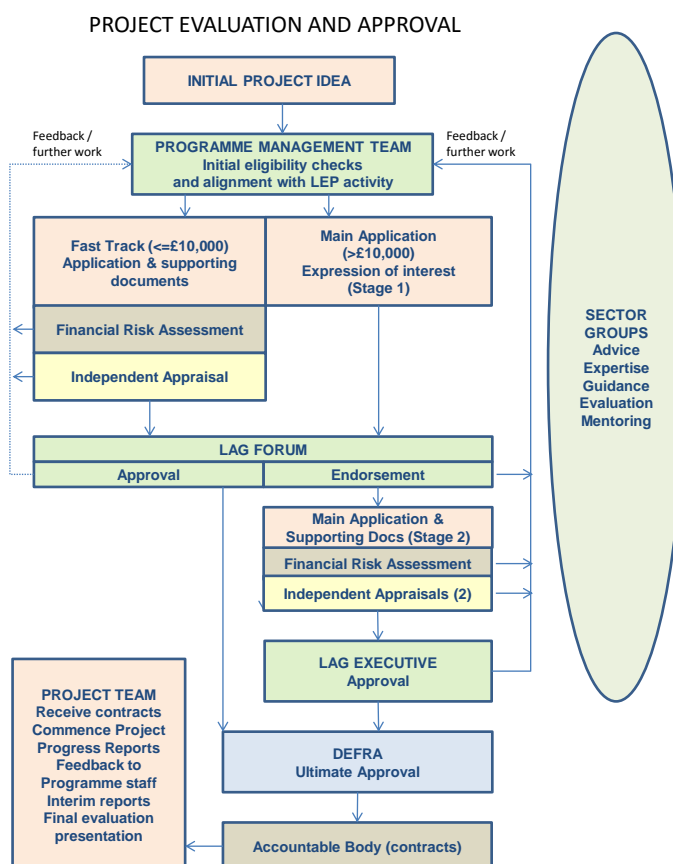 PROJECT EVALUATION AND APPROVAL
INITIAL PROJECT IDEA
Feedback /
further work
PROGRAMME MANAGEMENT TEAM
Initial eligibility checks
and alignment with LEP activity
Feedback /
further work
Fast Track (<=£10,000)
Application & supporting
documents
Main Application
(>£10,000)
Expression of interest
(Stage 1)
Financial Risk Assessment
Independent Appraisal
SECTOR
GROUPS
Advice
Expertise
Guidance
Evaluation
Mentoring
LAG FORUM
Approval
Endorsement
Main Application &
Supporting Docs (Stage 2)
Financial Risk Assessment
Independent Appraisals (2)
LAG EXECUTIVE
Approval
PROJECT TEAM
Receive contracts
Commence Project
Progress Reports
Feedback to
Programme staff
Interim reports
Final evaluation
presentation
DEFRA
Ultimate Approval
Accountable Body (contracts)